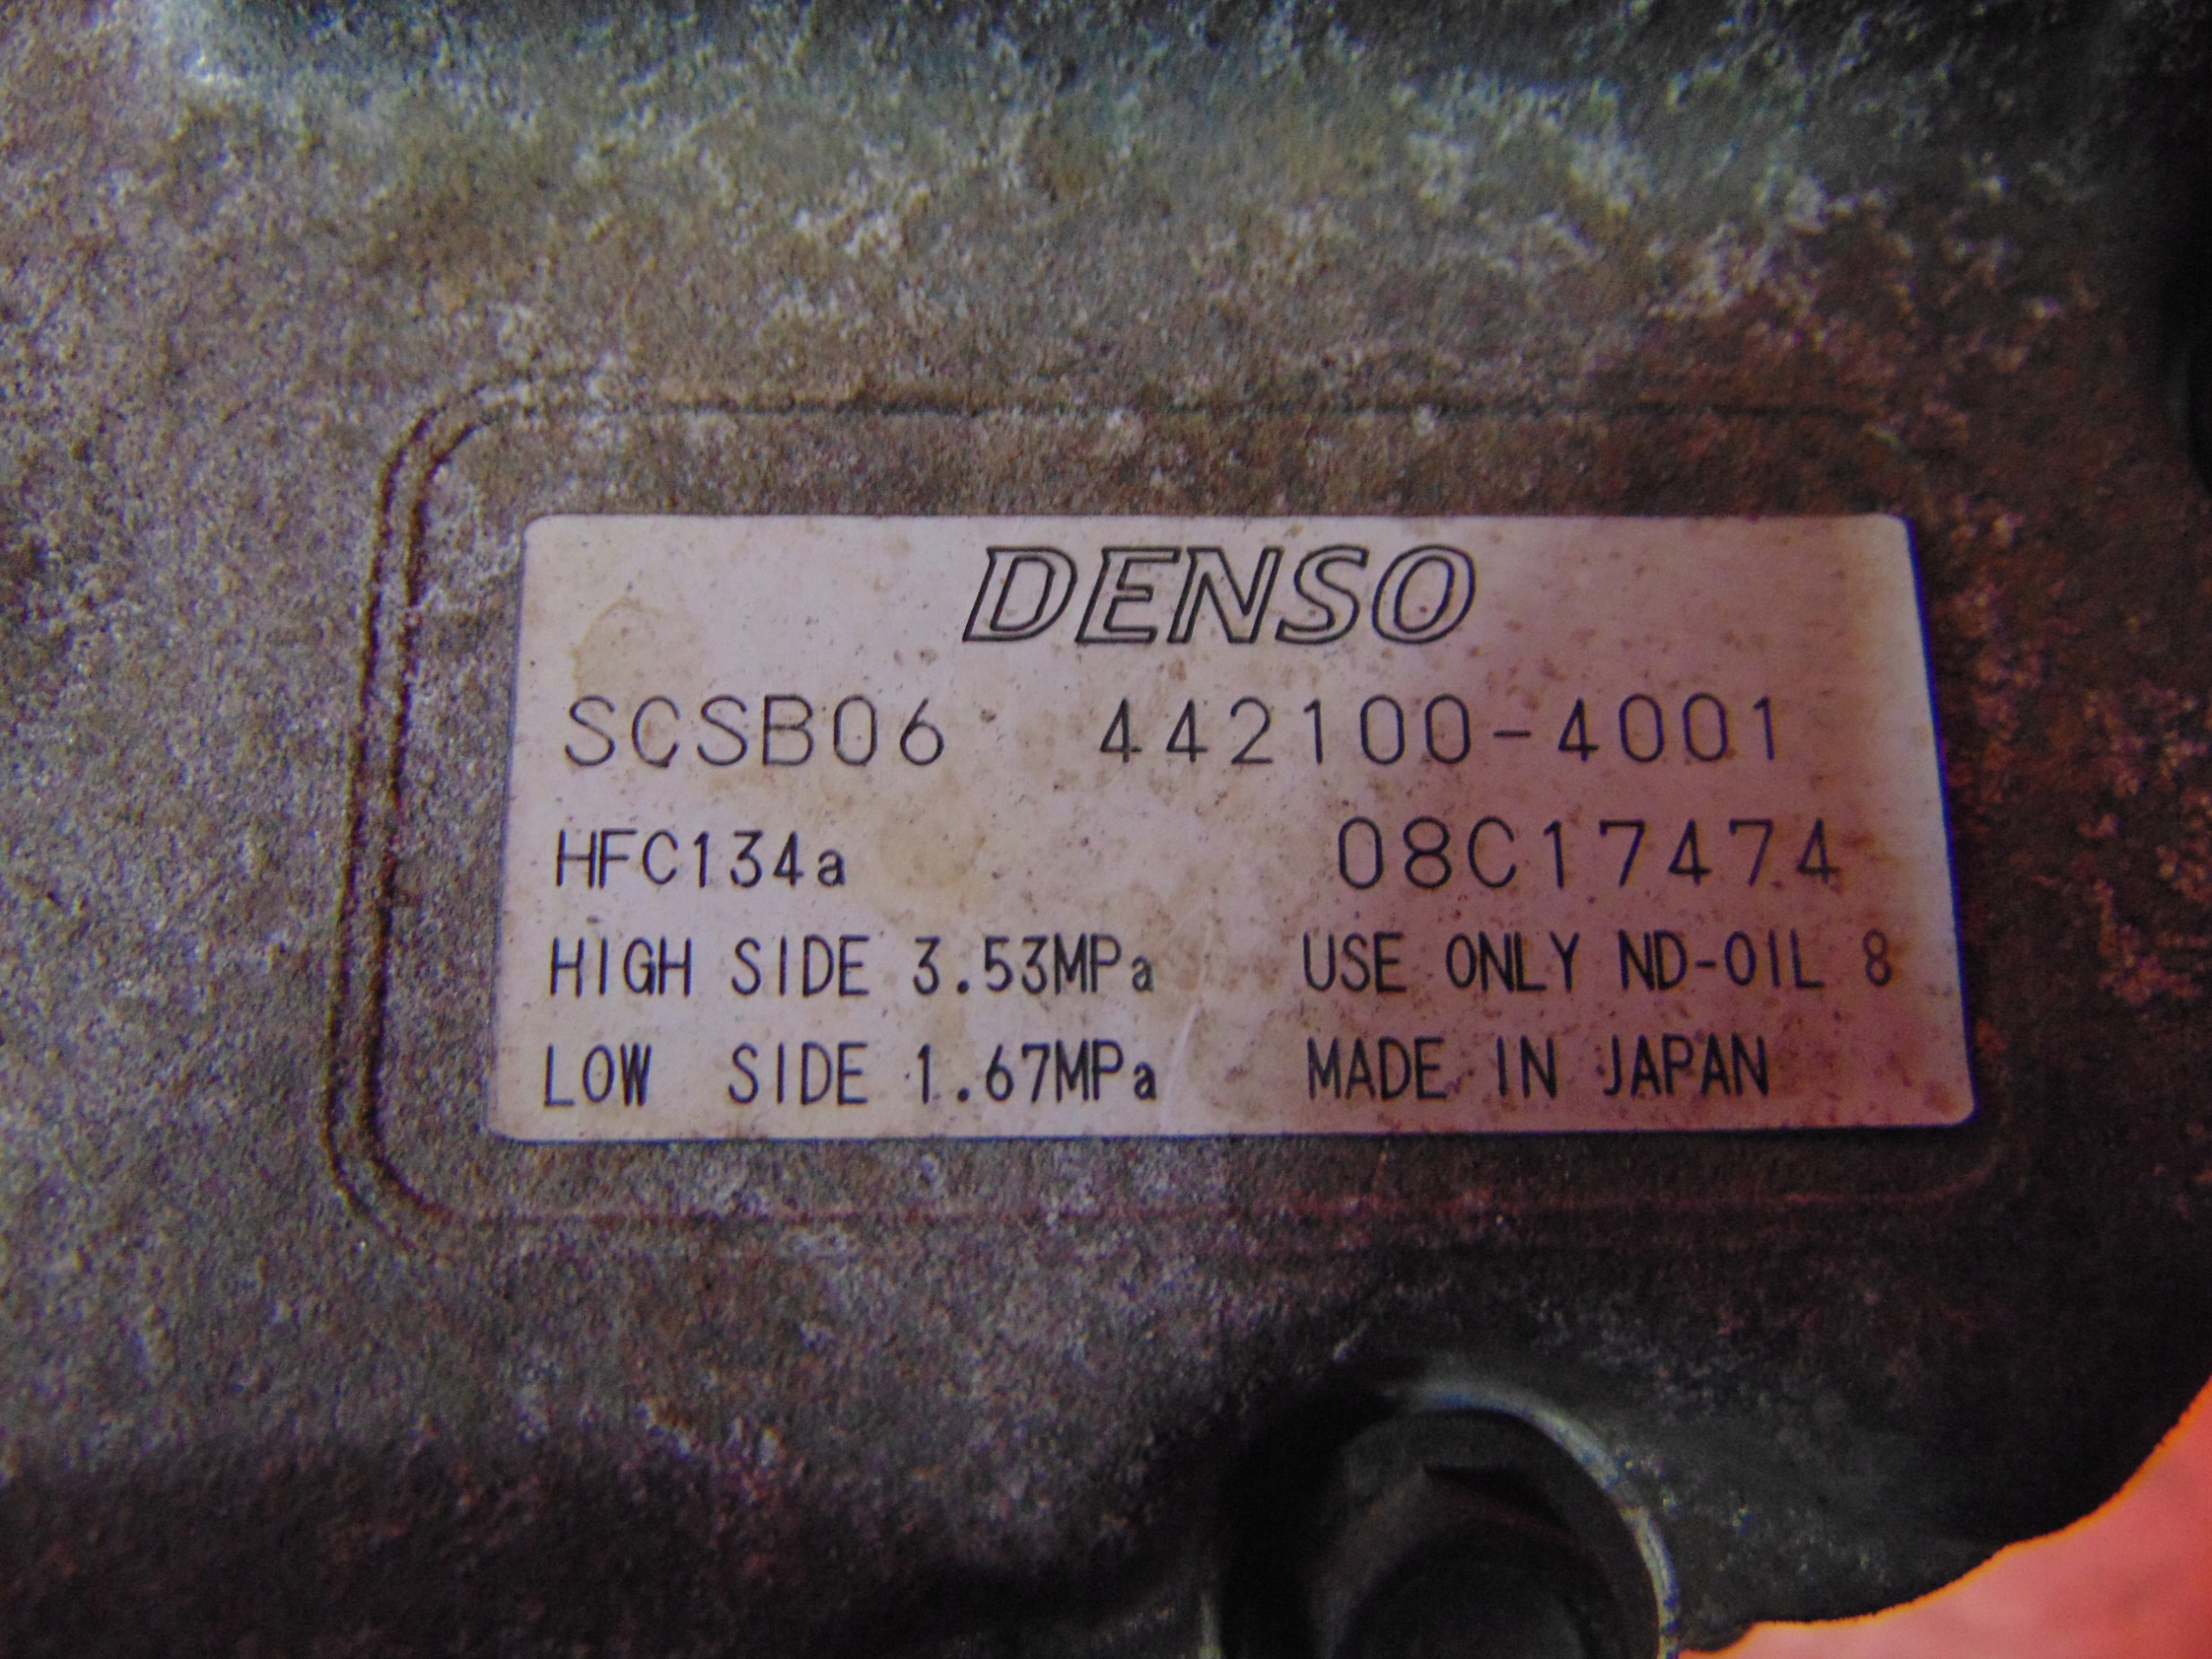 DENSO
SCSB06 442100-4001
HFC134a 08C17474
HIGH SIDE 3.53MPa USE ONLY ND-OIL 8
LOW SIDE 1.67MPa MADE IN JAPAN